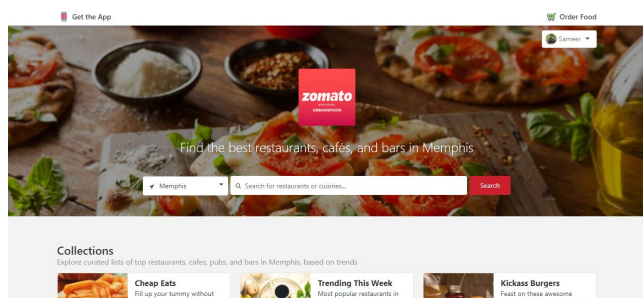 Get the App
Order Food
Sameer
zomato
URBANSPOON
Find the best restaurants, cafés, and bars in Memphis
Memphis
Search for restaurants or cuisines...
Search
Collections
Explore curated lists of top restaurants, cafes, pubs, and bars in Memphis, based on trends
Cheap Eats
Fill up your tummy without
Trending This Week
Most popular restaurants in
Kickass Burgers
Feast on these awesome